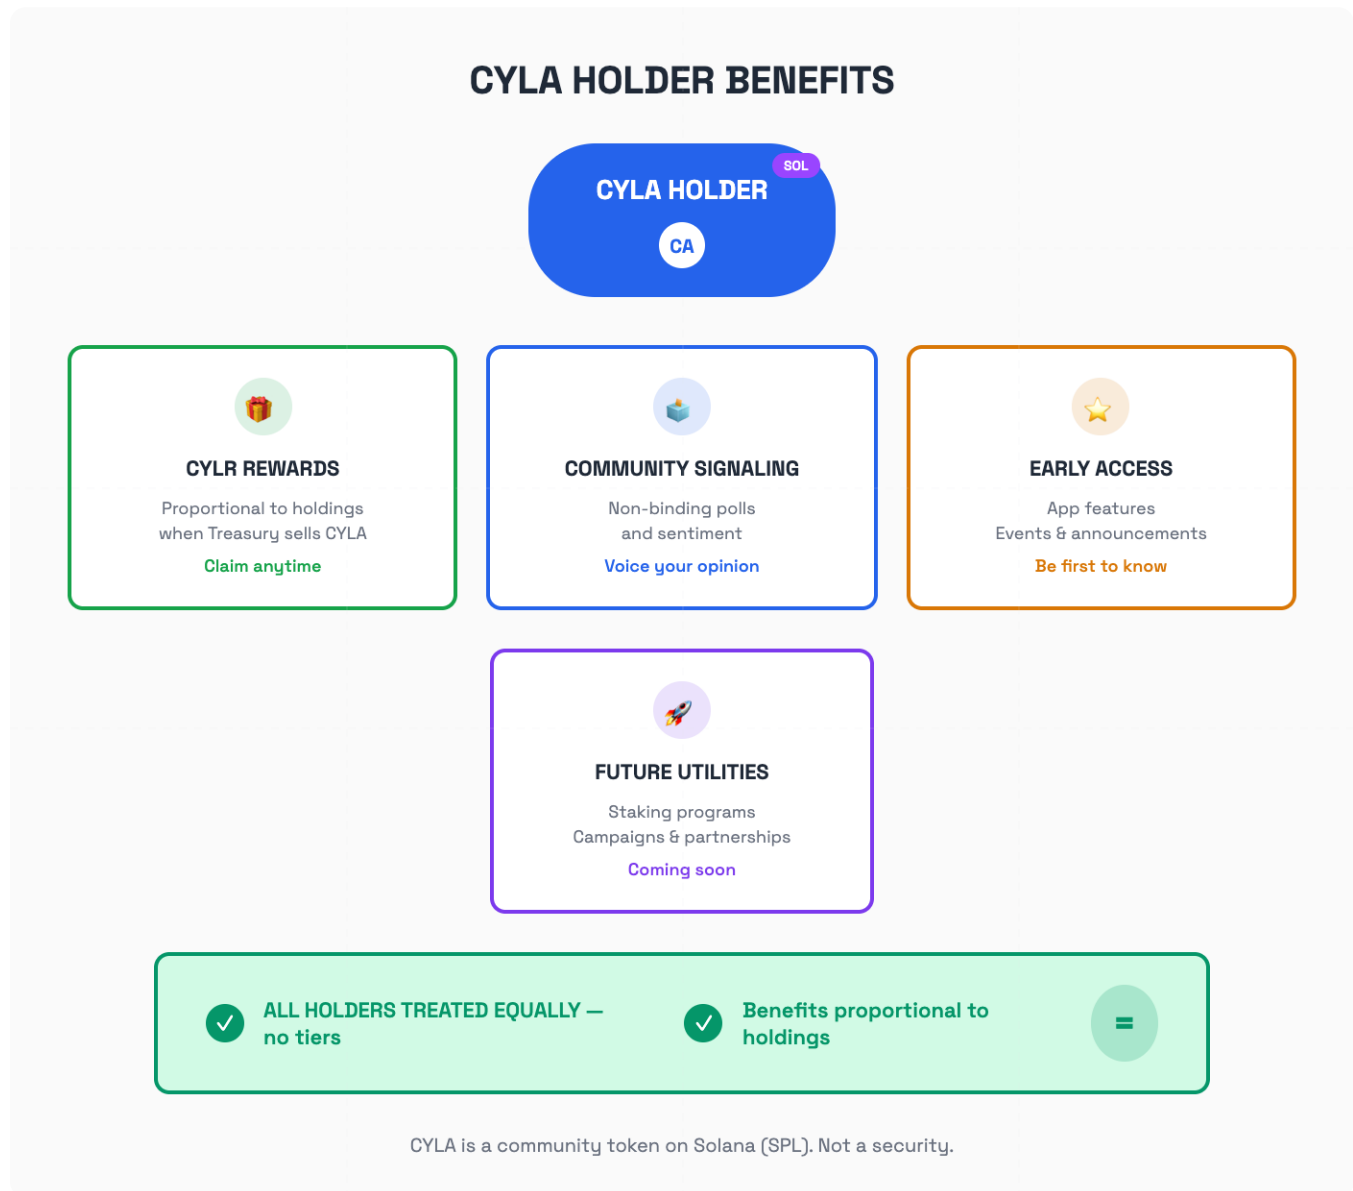 CYLA HOLDER BENEFITS
SOL
CYLA HOLDER
CA
CYLR REWARDS
Proportional to holdings
when Treasury sells CYLA
Claim anytime
COMMUNITY SIGNALING
Non-binding polls
and sentiment
Voice your opinion
EARLY ACCESS
App features
Events & announcements
Be first to know
FUTURE UTILITIES
Staking programs
Campaigns & partnerships
Coming soon
ALL HOLDERS TREATED EQUALLY —
no tiers
Benefits proportional to
holdings
=
CYLA is a community token on Solana (SPL). Not a security.